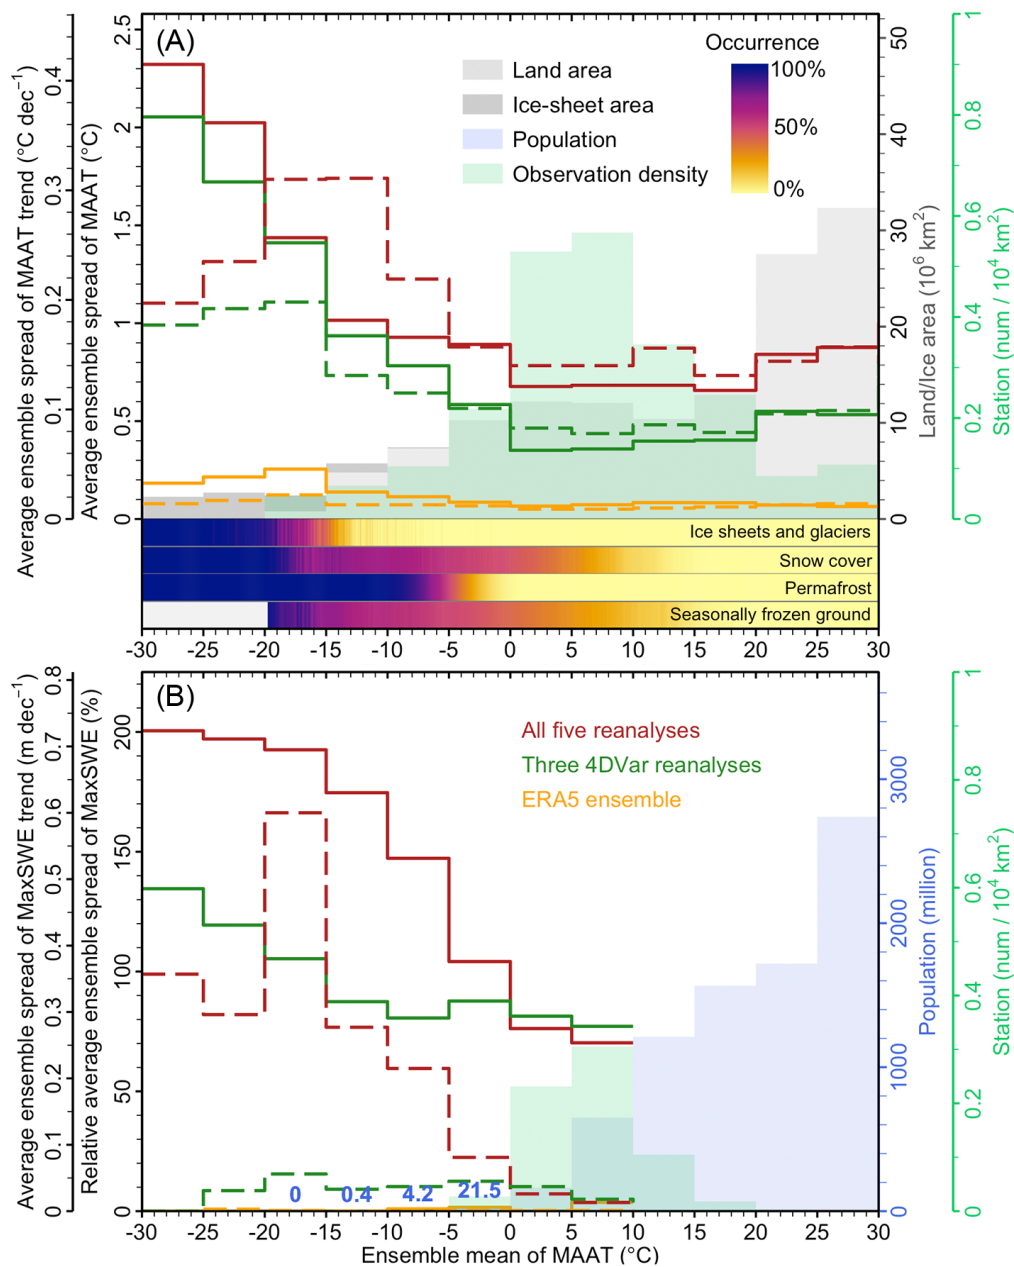 (A)
Occurrence
100%
50%
0%
Land area
Ice-sheet area
Population
Observation density
Average ensemble spread of MAAT trend (°C dec−1)
0 0.1 0.2 0.3 0.4
Average ensemble spread of MAAT (°C)
0 0.5 1 1.5 2 2.5
Land/Ice area (10^6 km²)
0 10 20 30 40 50
Station (num / 10^4 km²)
0 0.2 0.4 0.6 0.8 1
Ice sheets and glaciers
Snow cover
Permafrost
Seasonally frozen ground
-30 -25 -20 -15 -10 -5 0 5 10 15 20 25 30
(B)
All five reanalyses
Three 4DVar reanalyses
ERA5 ensemble
Average ensemble spread of MaxSWE trend (m dec−1)
0 0.1 0.2 0.3 0.4 0.5 0.6 0.7 0.8
Relative average ensemble spread of MaxSWE (%)
0 50 100 150 200
Population (million)
0 1000 2000 3000
Station (num / 10^4 km²)
0 0.2 0.4 0.6 0.8 1
0 0.4 4.2 21.5
-30 -25 -20 -15 -10 -5 0 5 10 15 20 25 30
Ensemble mean of MAAT (°C)